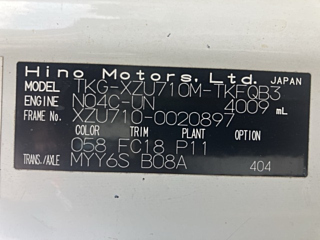 Hino Motors, Ltd. JAPAN
MODEL TKG-XZU710M-TKFQB3
ENGINE N04C-UN 4009 mL
FRAME No. XZU710-0020897
COLOR TRIM PLANT OPTION
058 FC18 P11
TRANS./AXLE MYY6S B08A 404